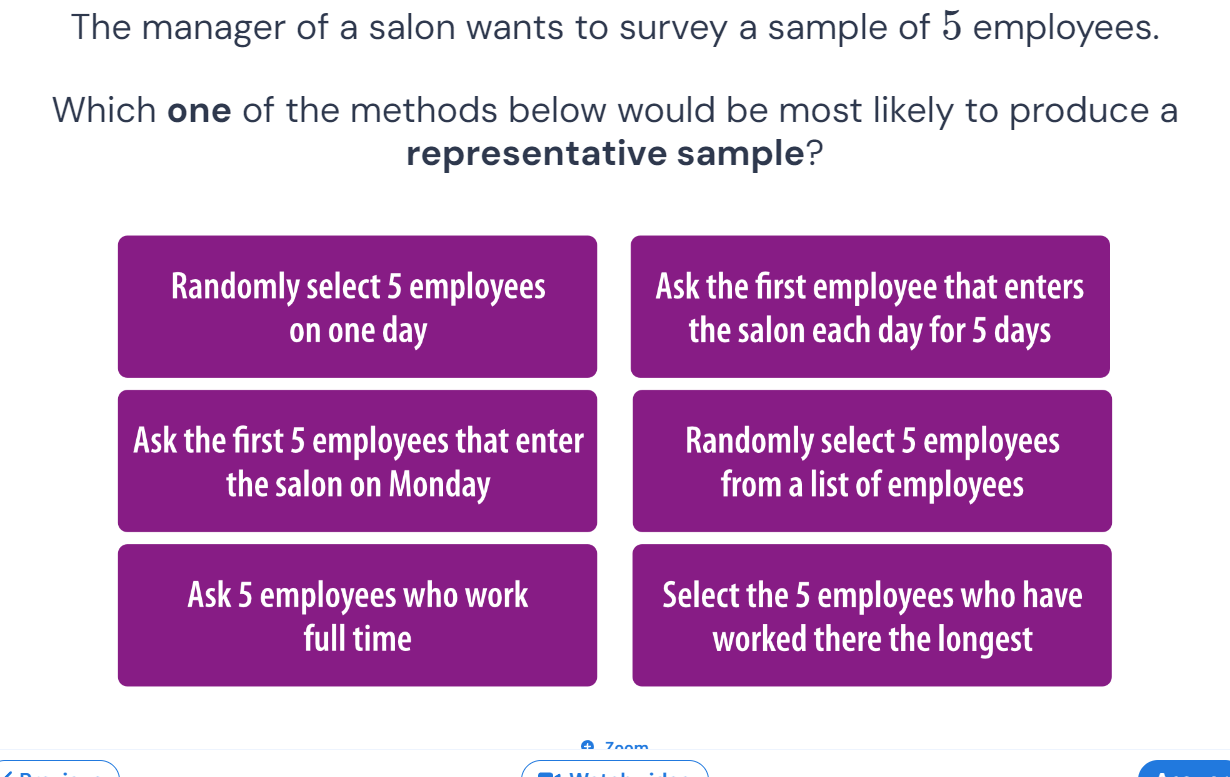 The manager of a salon wants to survey a sample of 5 employees.
Which one of the methods below would be most likely to produce a
representative sample?
Randomly select 5 employees
on one day
Ask the first employee that enters
the salon each day for 5 days
Ask the first 5 employees that enter
the salon on Monday
Randomly select 5 employees
from a list of employees
Ask 5 employees who work
full time
Select the 5 employees who have
worked there the longest
Zoom